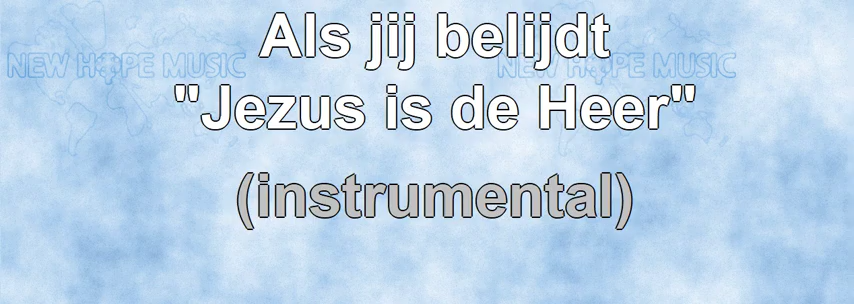 Als jij belijdt
NEW HOPE MUSIC NEW HOPE MUSIC
"Jezus is de Heer"
(instrumental)